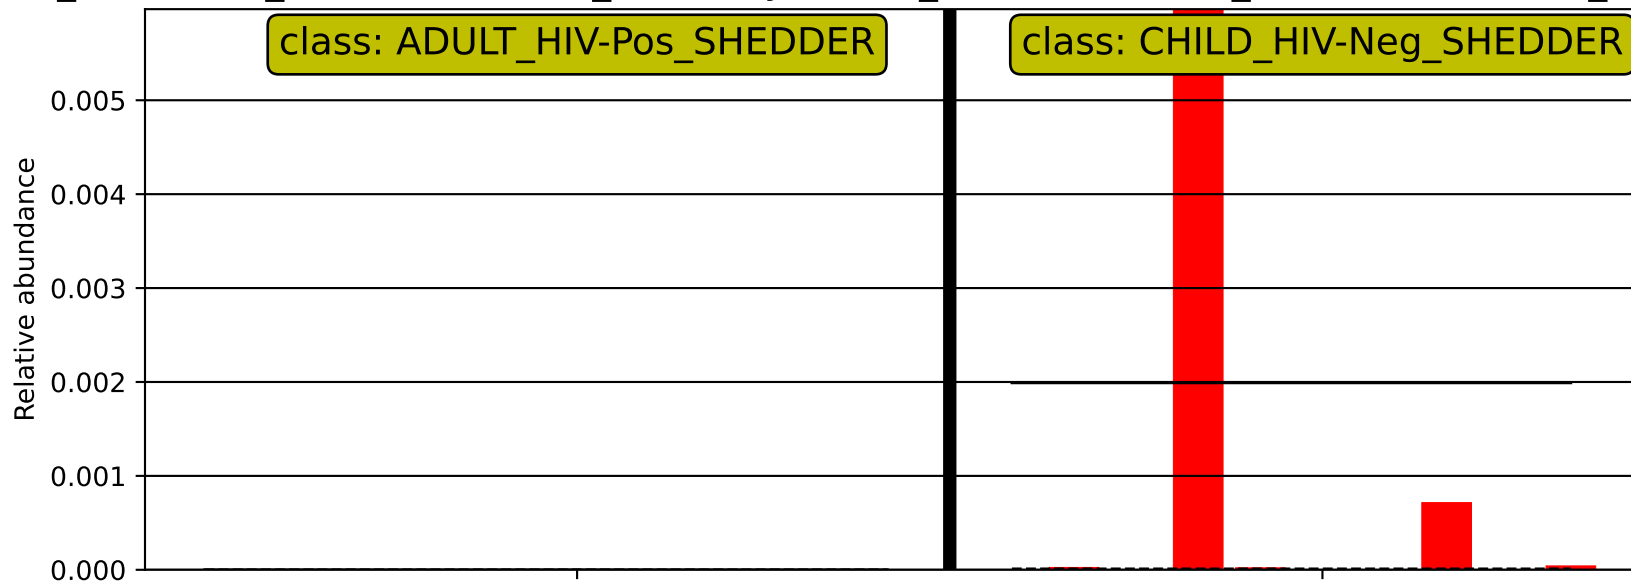 class: ADULT_HIV-Pos_SHEDDER
class: CHILD_HIV-Neg_SHEDDER
0.005
0.004
0.003
0.002
0.001
0.000
Relative abundance